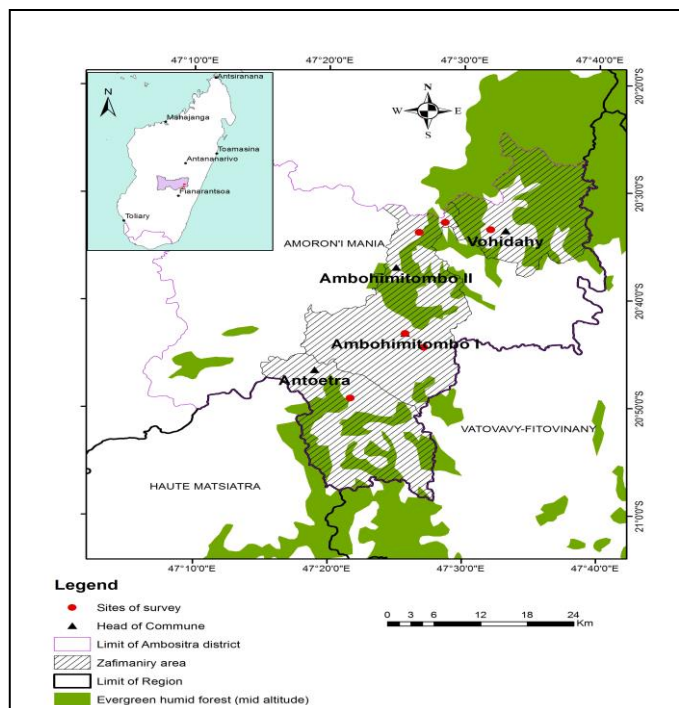 47°10'0"E 47°20'0"E 47°30'0"E 47°40'0"E
N
Antsiranana
Mahajanga
Toamasina
Antananarivo
Fianarantsoa
Toliary
N
W E
S
20°20'0"S
20°30'0"S
20°40'0"S
20°50'0"S
21°0'0"S
AMORON'I MANIA
Vohidahy
Ambohimitombo II
Ambohimitombo I
Antoetra
VATOVAVY-FITOVINANY
HAUTE MATSIATRA
47°10'0"E 47°20'0"E 47°30'0"E 47°40'0"E
Legend
Sites of survey
Head of Commune
Limit of Ambositra district
Zafimaniry area
Limit of Region
Evergreen humid forest (mid altitude)
0 3 6 12 18 24
Km